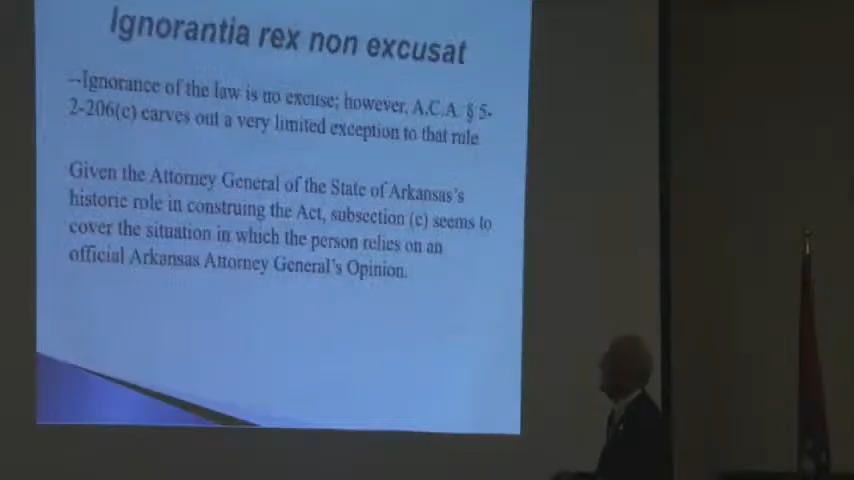 Ignorantia rex non excusat
--Ignorance of the law is no excuse; however, A.C.A. § 5-
2-206(c) carves out a very limited exception to that rule
Given the Attorney General of the State of Arkansas's
historic role in construing the Act, subsection (c) seems to
cover the situation in which the person relies on an
official Arkansas Attorney General's Opinion.